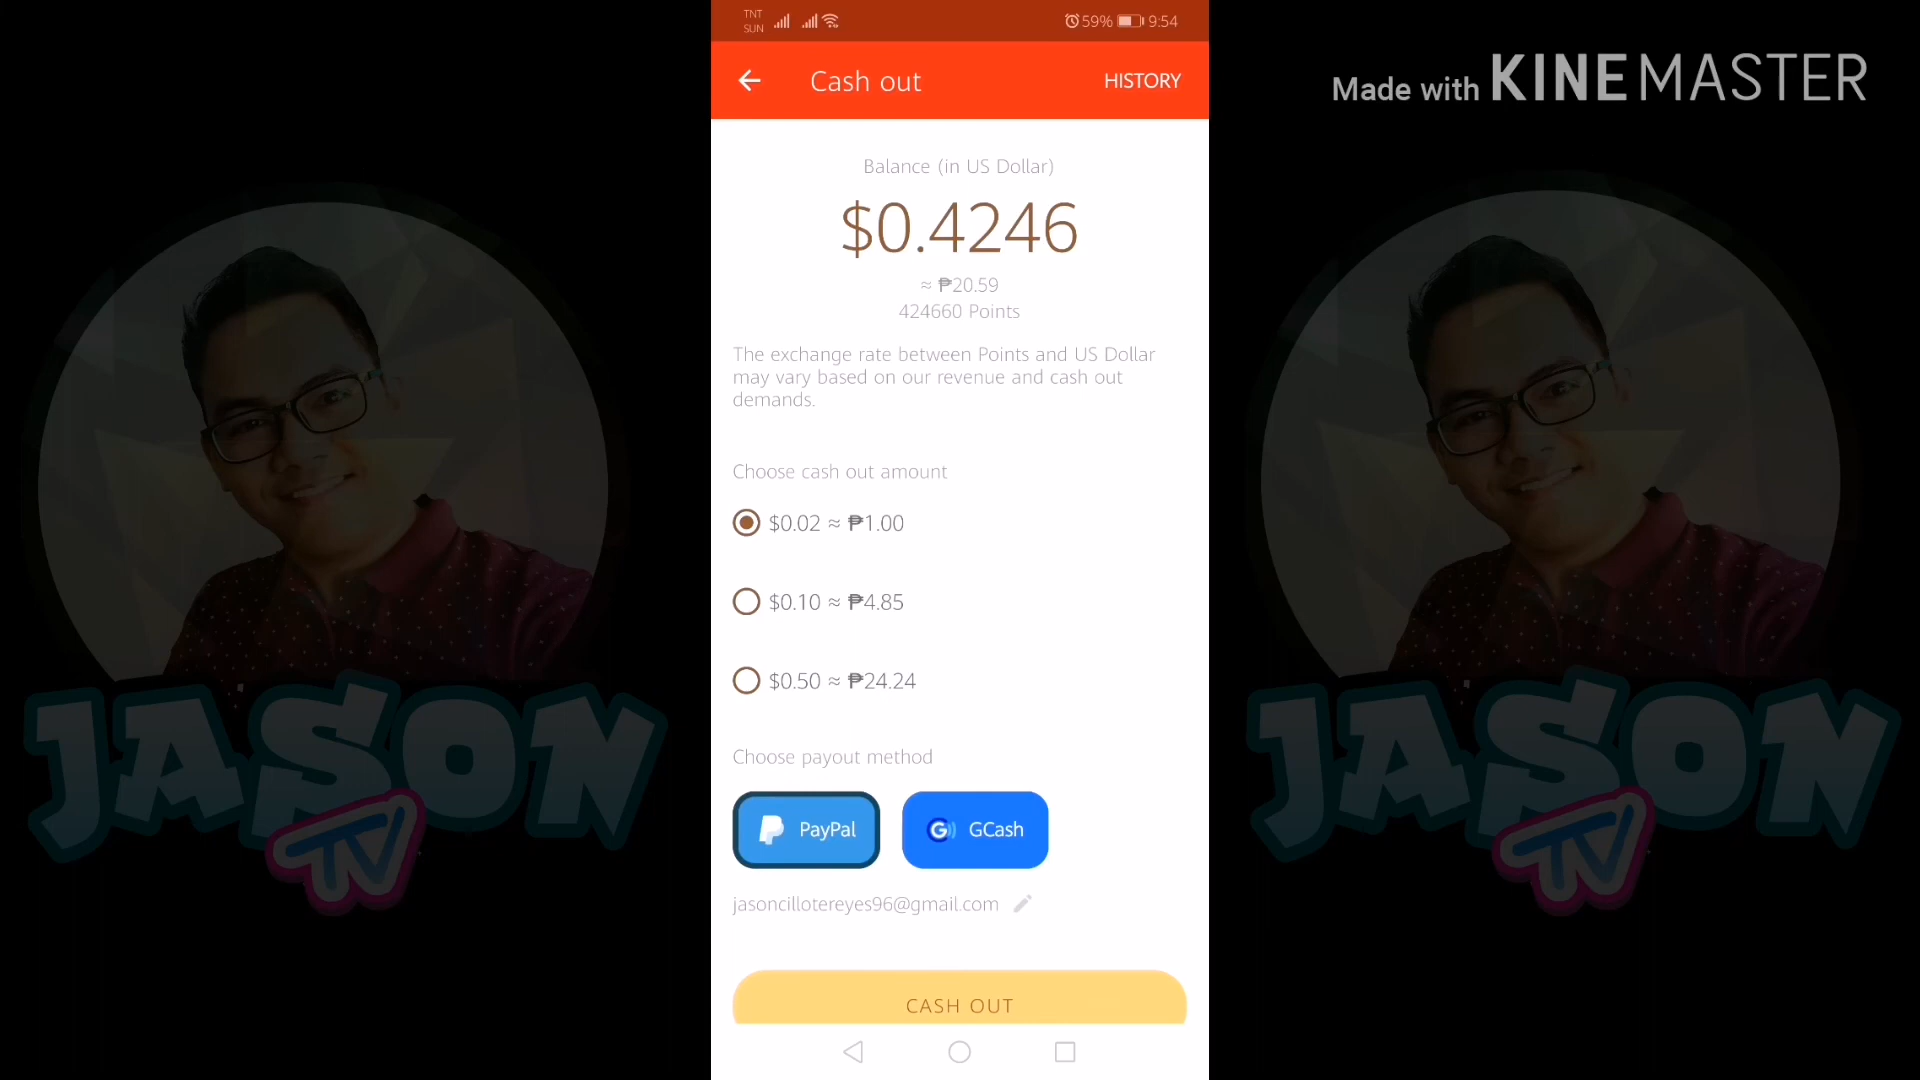 TNT
SUN
59% 9:54
Cash out
HISTORY
Made with KINEMASTER
Balance (in US Dollar)
$0.4246
≈ ₱20.59
424660 Points
The exchange rate between Points and US Dollar
may vary based on our revenue and cash out
demands.
Choose cash out amount
$0.02 ≈ ₱1.00
$0.10 ≈ ₱4.85
$0.50 ≈ ₱24.24
Choose payout method
PayPal
GCash
jasoncillotereyes96@gmail.com
CASH OUT
JASON
TV
JASON
TV